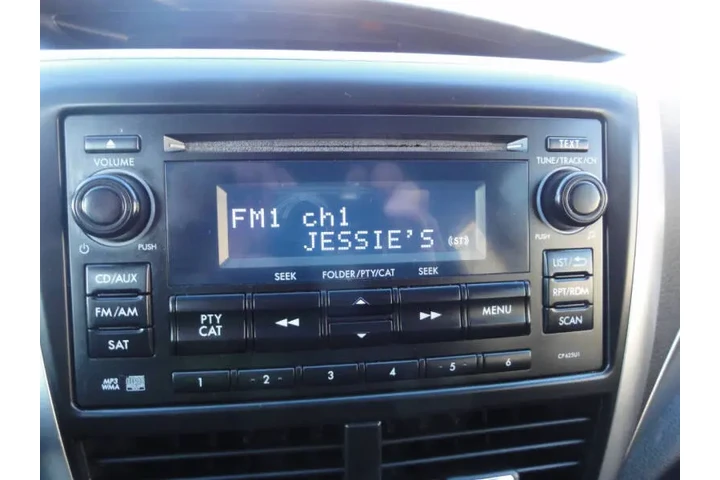 TEXT
VOLUME
TUNE/TRACK/CH
FM1 ch1
JESSIE'S (ST)
PUSH
PUSH
SEEK FOLDER/PTY/CAT SEEK
CD/AUX
LIST/
FM/AM
PTY
CAT
MENU
RPT/RDM
SAT
SCAN
MP3
WMA
1 -2- 3 4 -5- 6
CF623U1